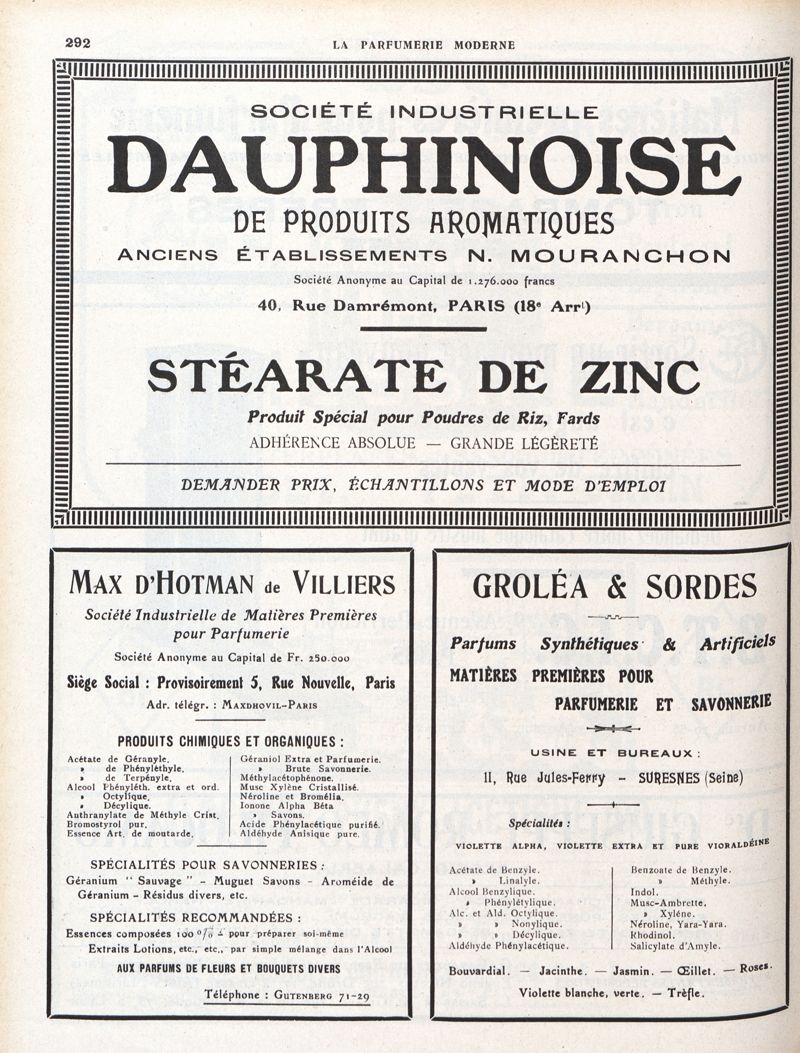 292
LA PARFUMERIE MODERNE
SOCIÉTÉ INDUSTRIELLE
DAUPHINOISE
DE PRODUITS AROMATIQUES
ANCIENS ÉTABLISSEMENTS N. MOURANCHON
Société Anonyme au Capital de 1.276.000 francs
40, Rue Damrémont, PARIS (18e Arrt)
STÉARATE DE ZINC
Produit Spécial pour Poudres de Riz, Fards
ADHÉRENCE ABSOLUE — GRANDE LÉGÈRETÉ
DEMANDER PRIX, ÉCHANTILLONS ET MODE D'EMPLOI
MAX D'HOTMAN de VILLIERS
Société Industrielle de Matières Premières
pour Parfumerie
Société Anonyme au Capital de Fr. 250.000
Siège Social : Provisoirement 5, Rue Nouvelle, Paris
Adr. télégr. : MAXDHOVIL-PARIS
PRODUITS CHIMIQUES ET ORGANIQUES :
Acétate de Géranyle.
» de Phényléthyle.
» de Terpényle.
Alcool Phényléth. extra et ord.
» Octylique.
» Décylique.
Anthranylate de Méthyle Crist.
Bromostyrol pur.
Essence Art. de moutarde.
Géraniol Extra et Parfumerie.
» Brute Savonnerie.
Méthylacétophénone.
Musc Xylène Cristallisé.
Néroline et Bromélia.
Ionone Alpha Béta
» Savons.
Acide Phénylacétique purifié.
Aldéhyde Anisique pure.
SPÉCIALITÉS POUR SAVONNERIES :
Géranium " Sauvage " – Muguet Savons – Aroméide de
Géranium – Résidus divers, etc.
SPÉCIALITÉS RECOMMANDÉES :
Essences composées 100 % pour préparer soi-même
Extraits Lotions, etc., etc., par simple mélange dans l'Alcool
AUX PARFUMS DE FLEURS ET BOUQUETS DIVERS
Téléphone : GUTENBERG 71-29
GROLÉA & SORDES
Parfums Synthétiques & Artificiels
MATIÈRES PREMIÈRES POUR
PARFUMERIE ET SAVONNERIE
USINE ET BUREAUX :
11, Rue Jules-Ferry – SURESNES (Seine)
Spécialités :
VIOLETTE ALPHA, VIOLETTE EXTRA ET PURE VIORALDÉINE
Acétate de Benzyle.
» Linalyle.
Alcool Benzylique.
» Phénylétylique.
Alc. et Ald. Octylique.
» » Nonylique.
» » Décylique.
Aldéhyde Phénylacétique.
Benzoate de Benzyle.
» Méthyle.
Indol.
Musc-Ambrette.
» Xylène.
Néroline, Yara-Yara.
Rhodinol.
Salicylate d'Amyle.
Bouvardial. — Jacinthe. — Jasmin. — Œillet. — Roses.
Violette blanche, verte. — Trèfle.